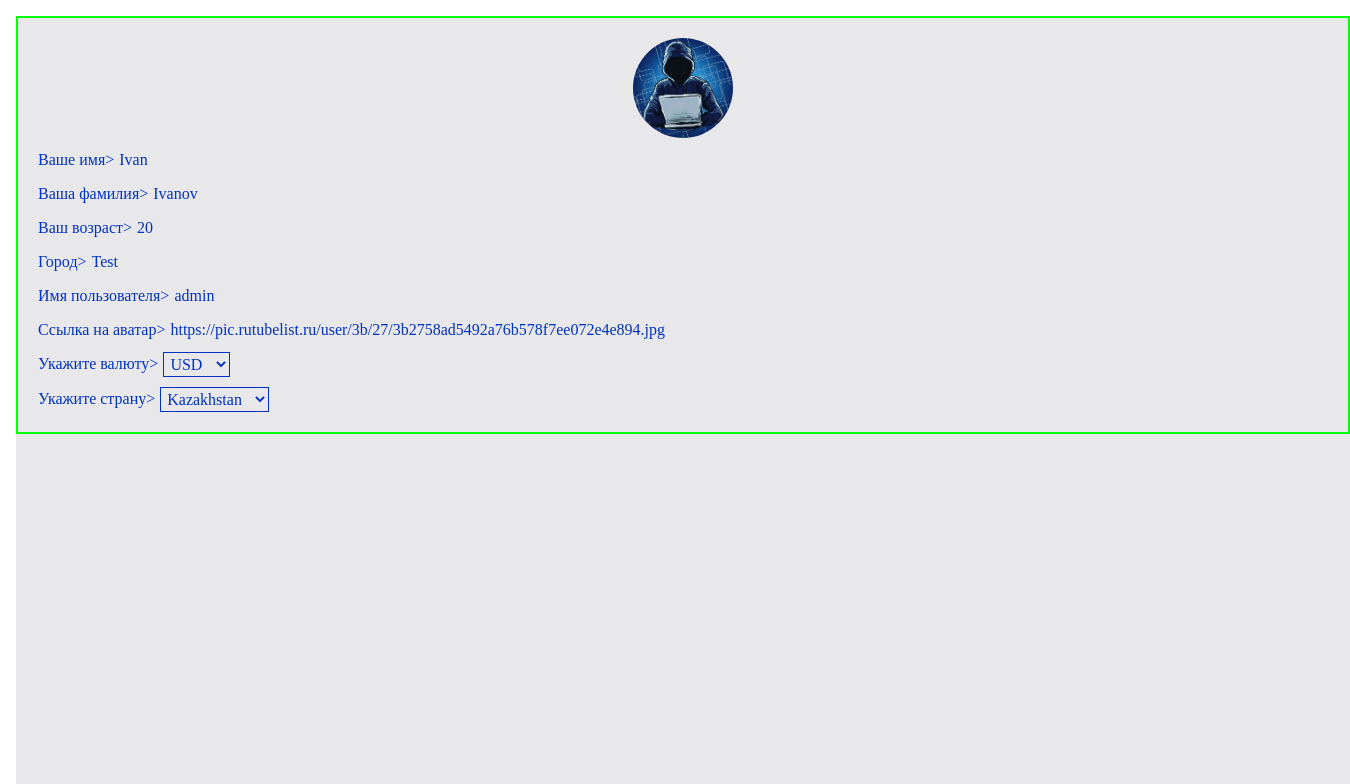 Ваше имя> Ivan
Ваша фамилия> Ivanov
Ваш возраст> 20
Город> Test
Имя пользователя> admin
Ссылка на аватар> https://pic.rutubelist.ru/user/3b/27/3b2758ad5492a76b578f7ee072e4e894.jpg
Укажите валюту> USD
Укажите страну> Kazakhstan